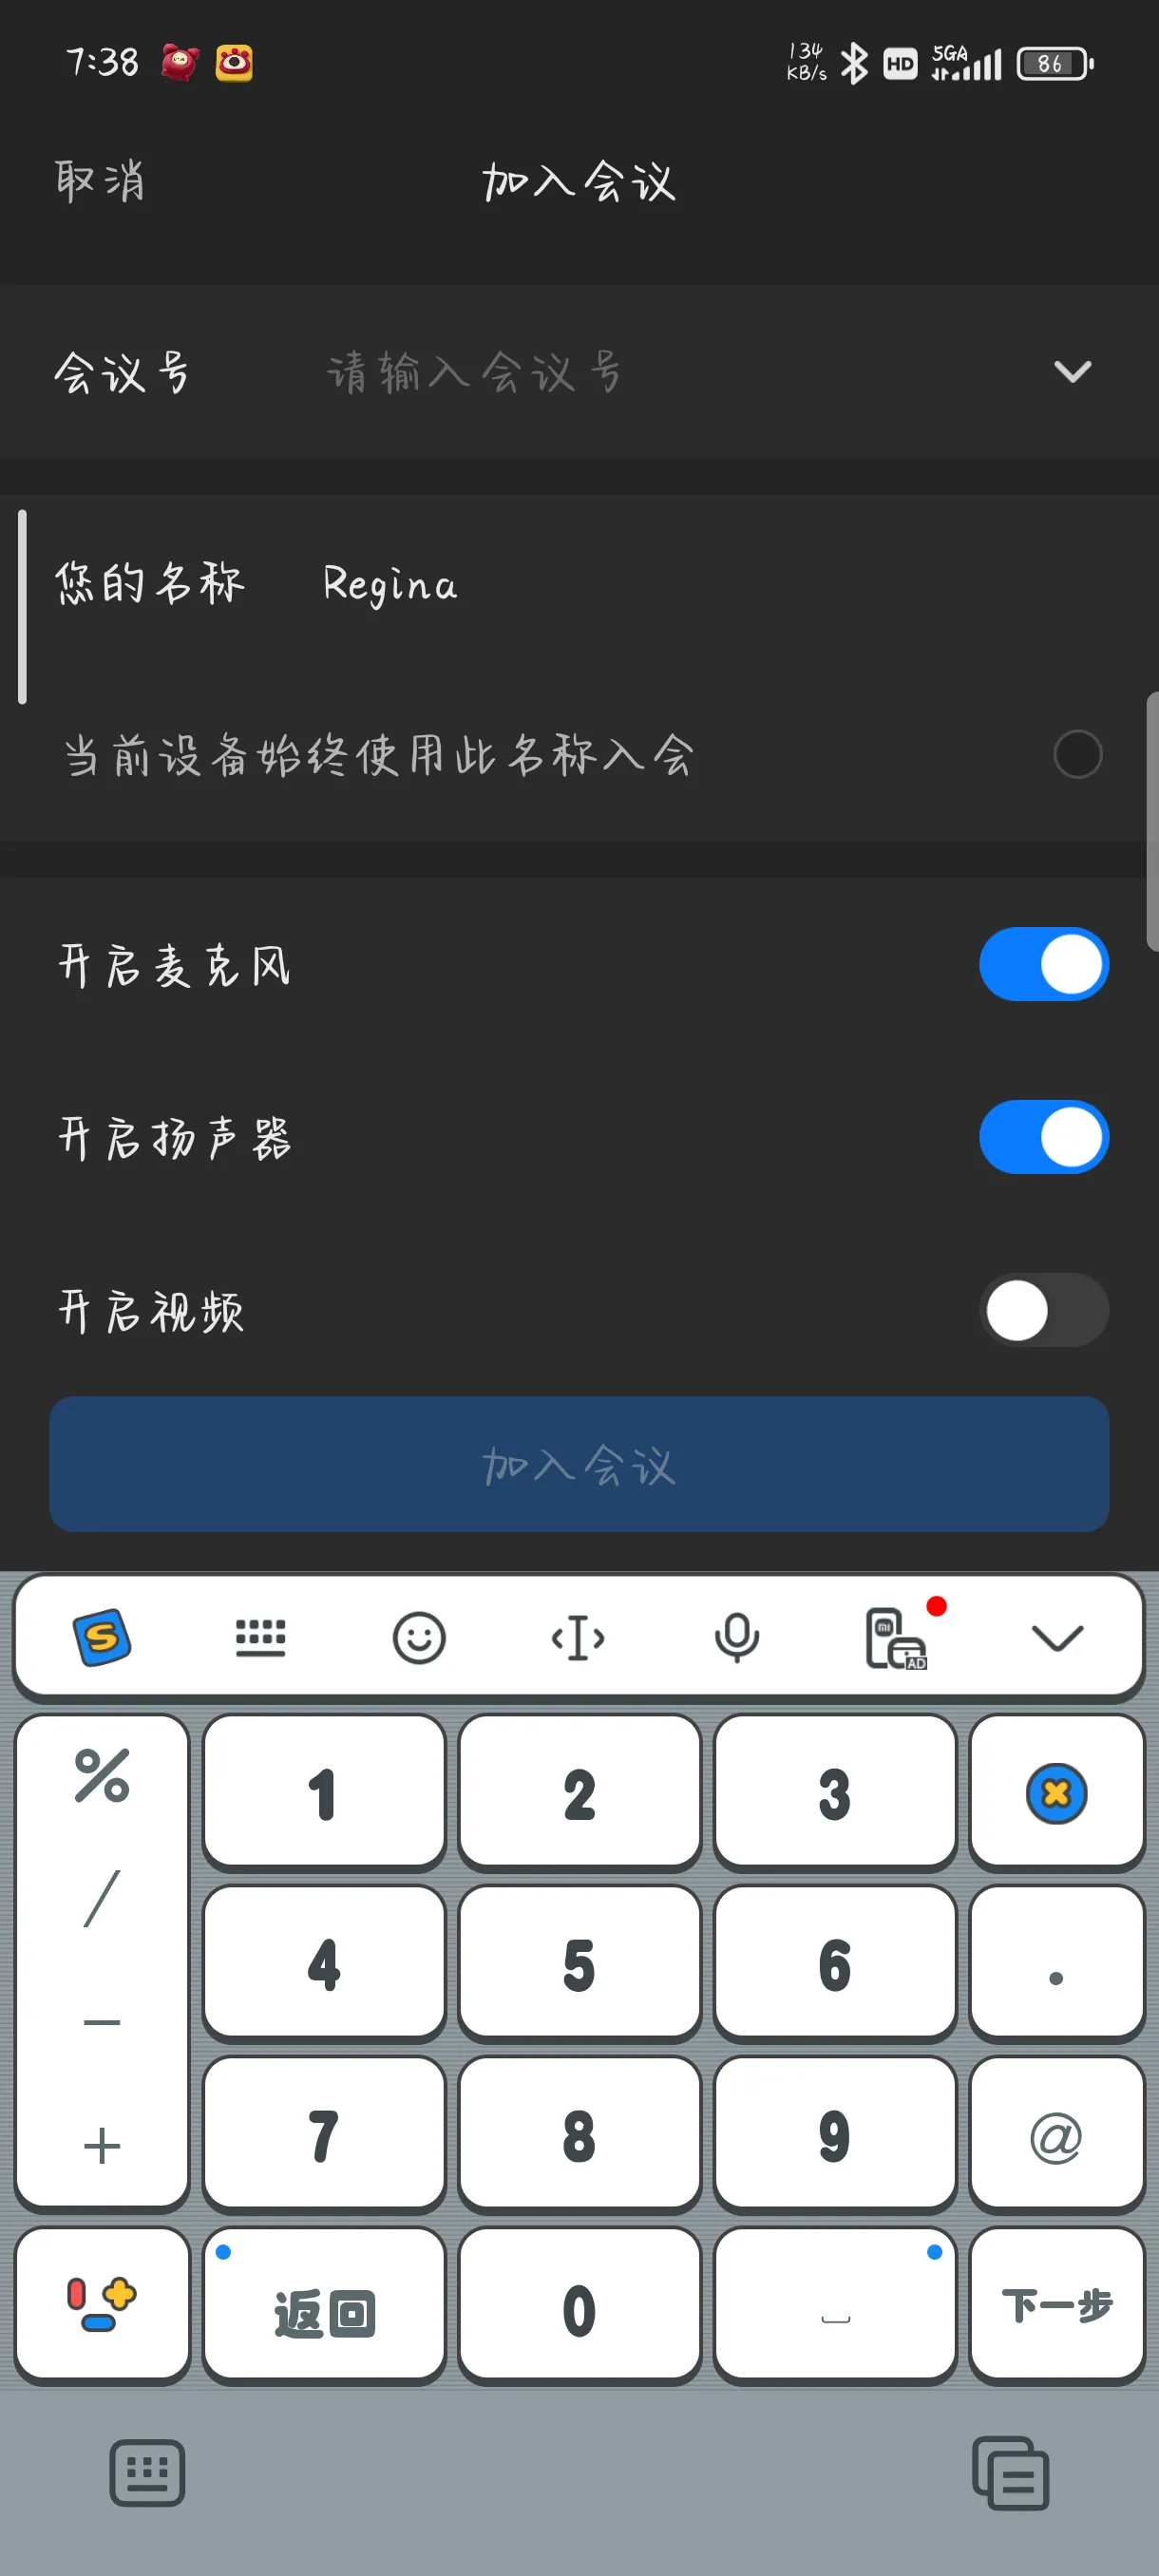 7:38
134 KB/s HD 5GA 86
取消 加入会议
会议号 请输入会议号
您的名称 Regina
当前设备始终使用此名称入会
开启麦克风
开启扬声器
开启视频
加入会议
S mi AD
% 1 2 3
/ 4 5 6 .
− 7 8 9 @
+
返回 0 下一步